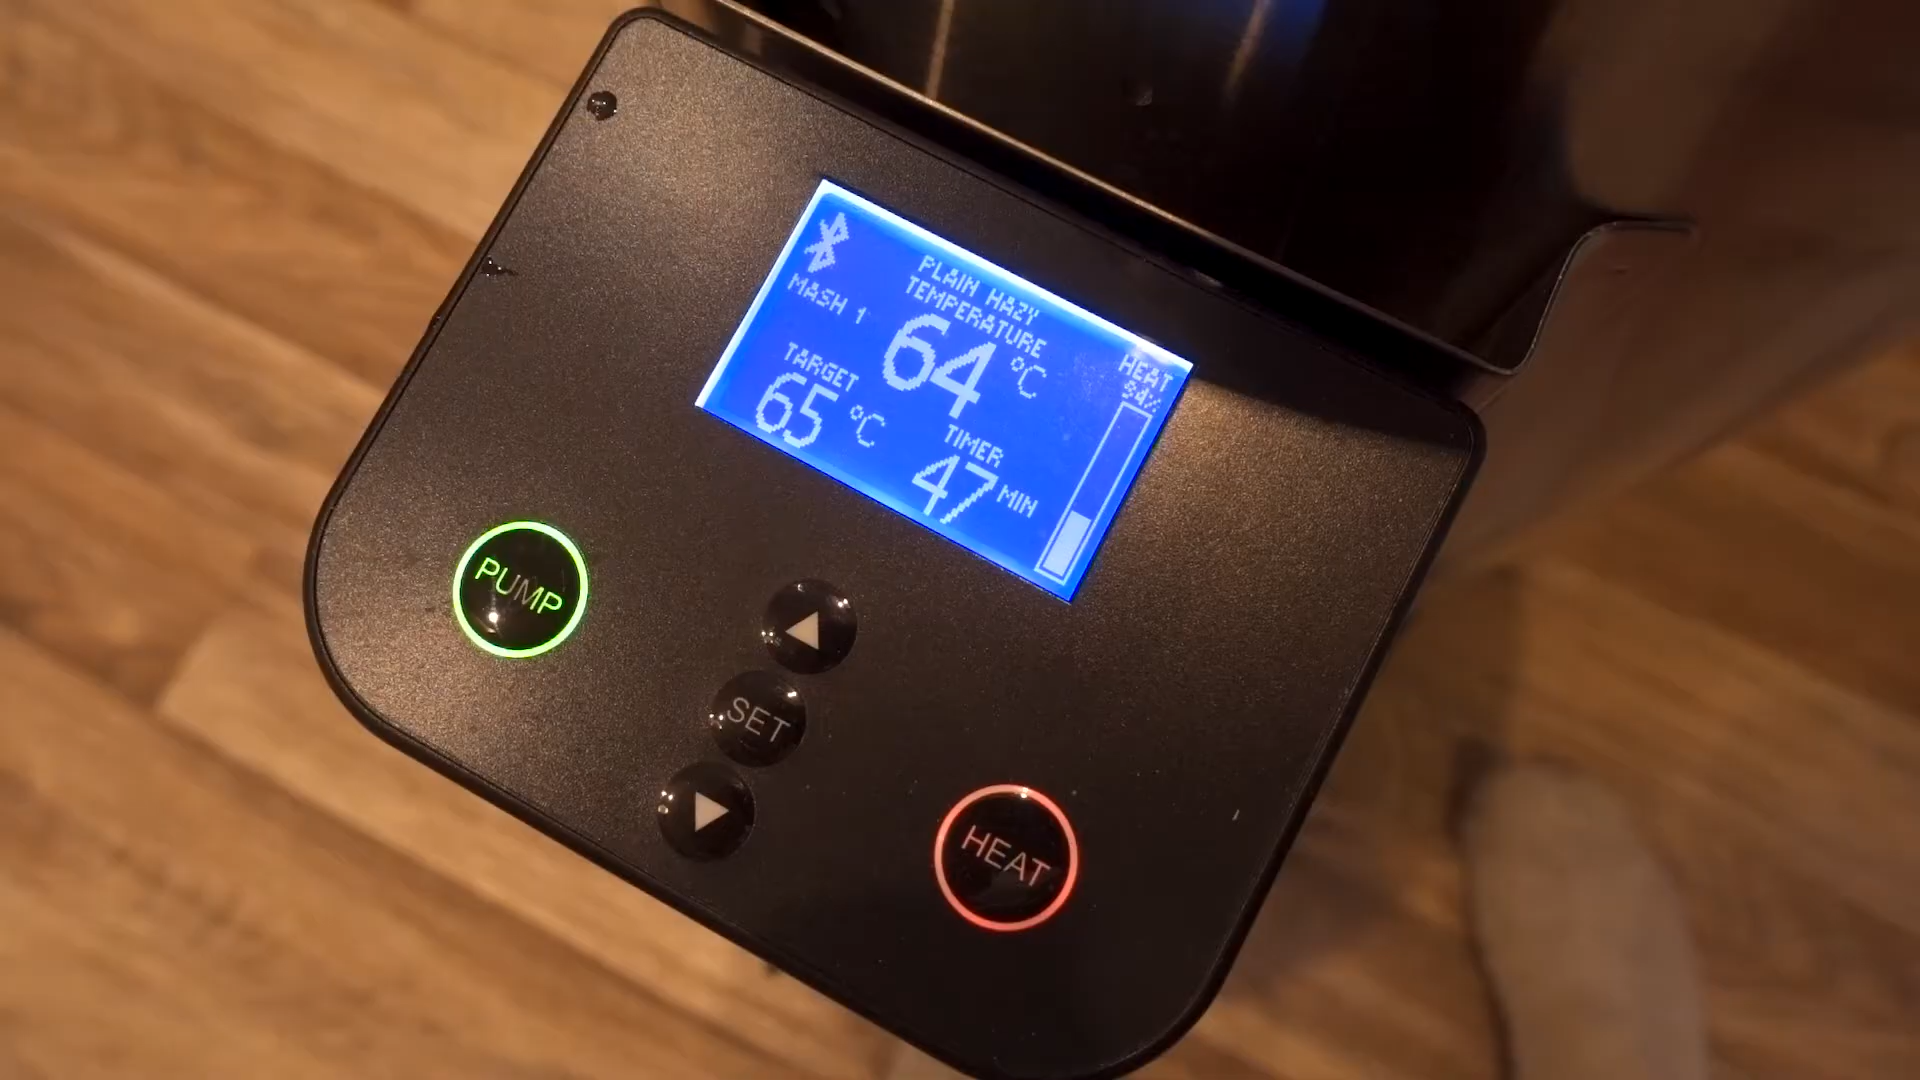 PLAIN HAZY
MASH 1
TEMPERATURE
64 °C
TARGET
65 °C
TIMER
47 MIN
HEAT
PUMP
SET
HEAT